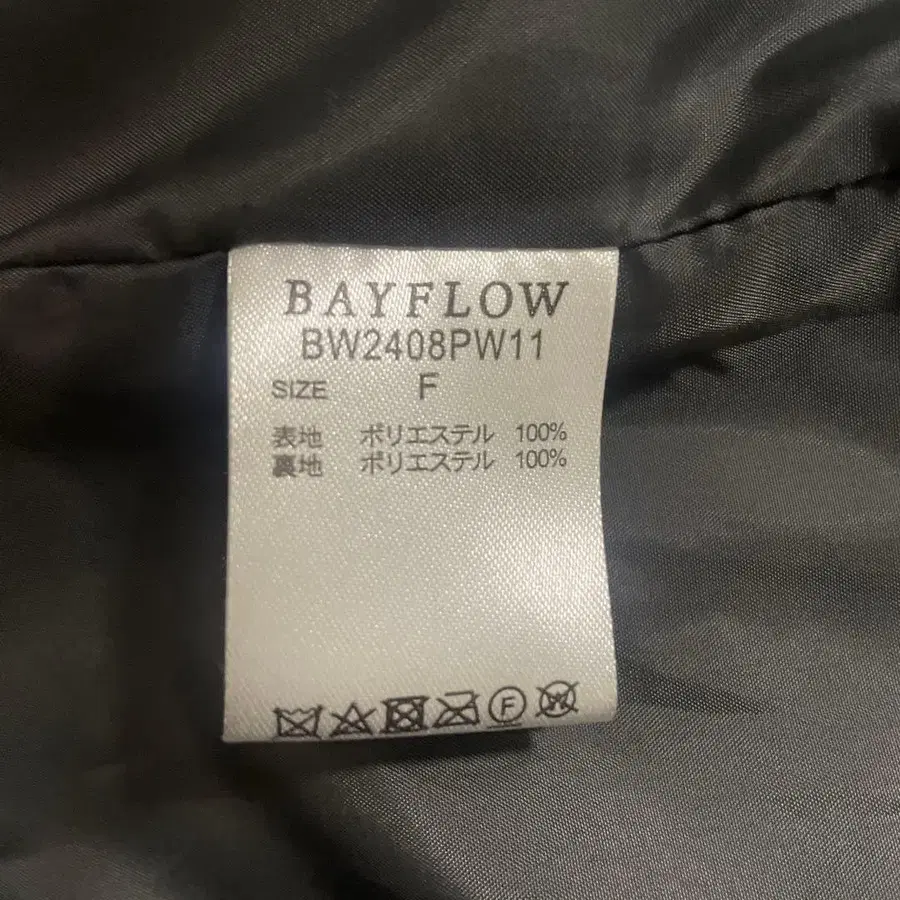 BAYFLOW
BW2408PW11
SIZE F
表地 ポリエステル 100%
裏地 ポリエステル 100%
F W